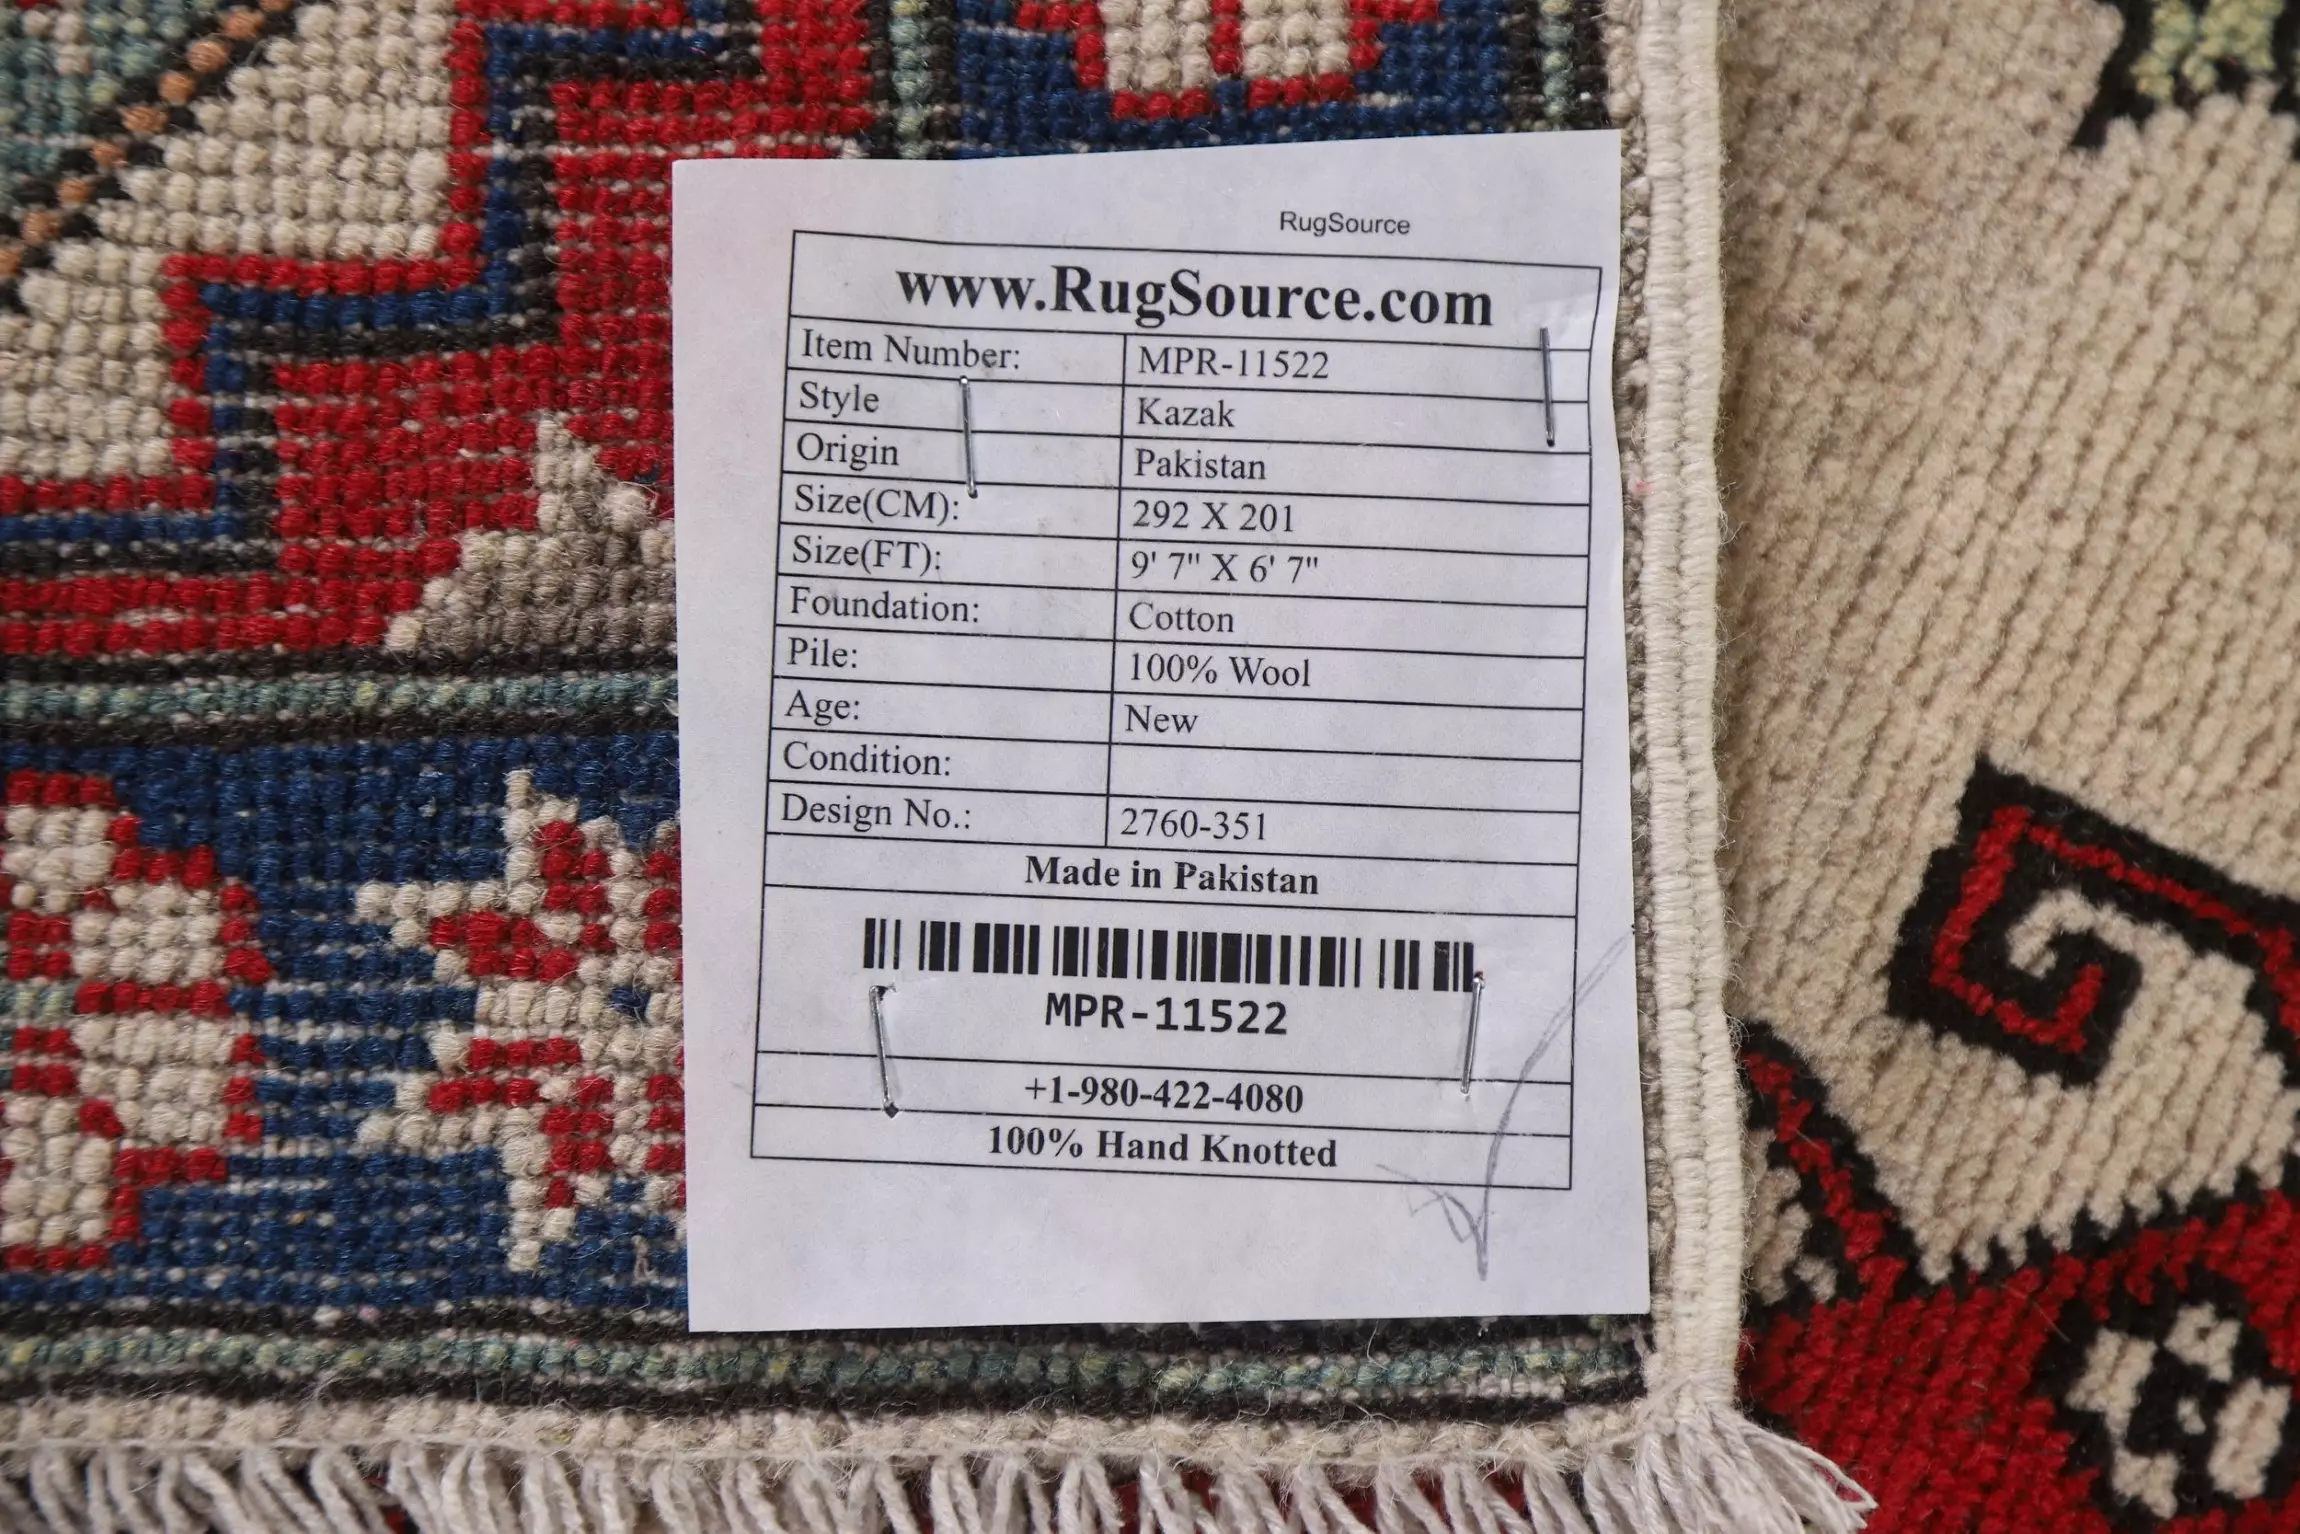 RugSource
www.RugSource.com
Item Number: MPR-11522
Style Kazak
Origin Pakistan
Size(CM): 292 X 201
Size(FT): 9' 7" X 6' 7"
Foundation: Cotton
Pile: 100% Wool
Age: New
Condition:
Design No.: 2760-351
Made in Pakistan
MPR-11522
+1-980-422-4080
100% Hand Knotted